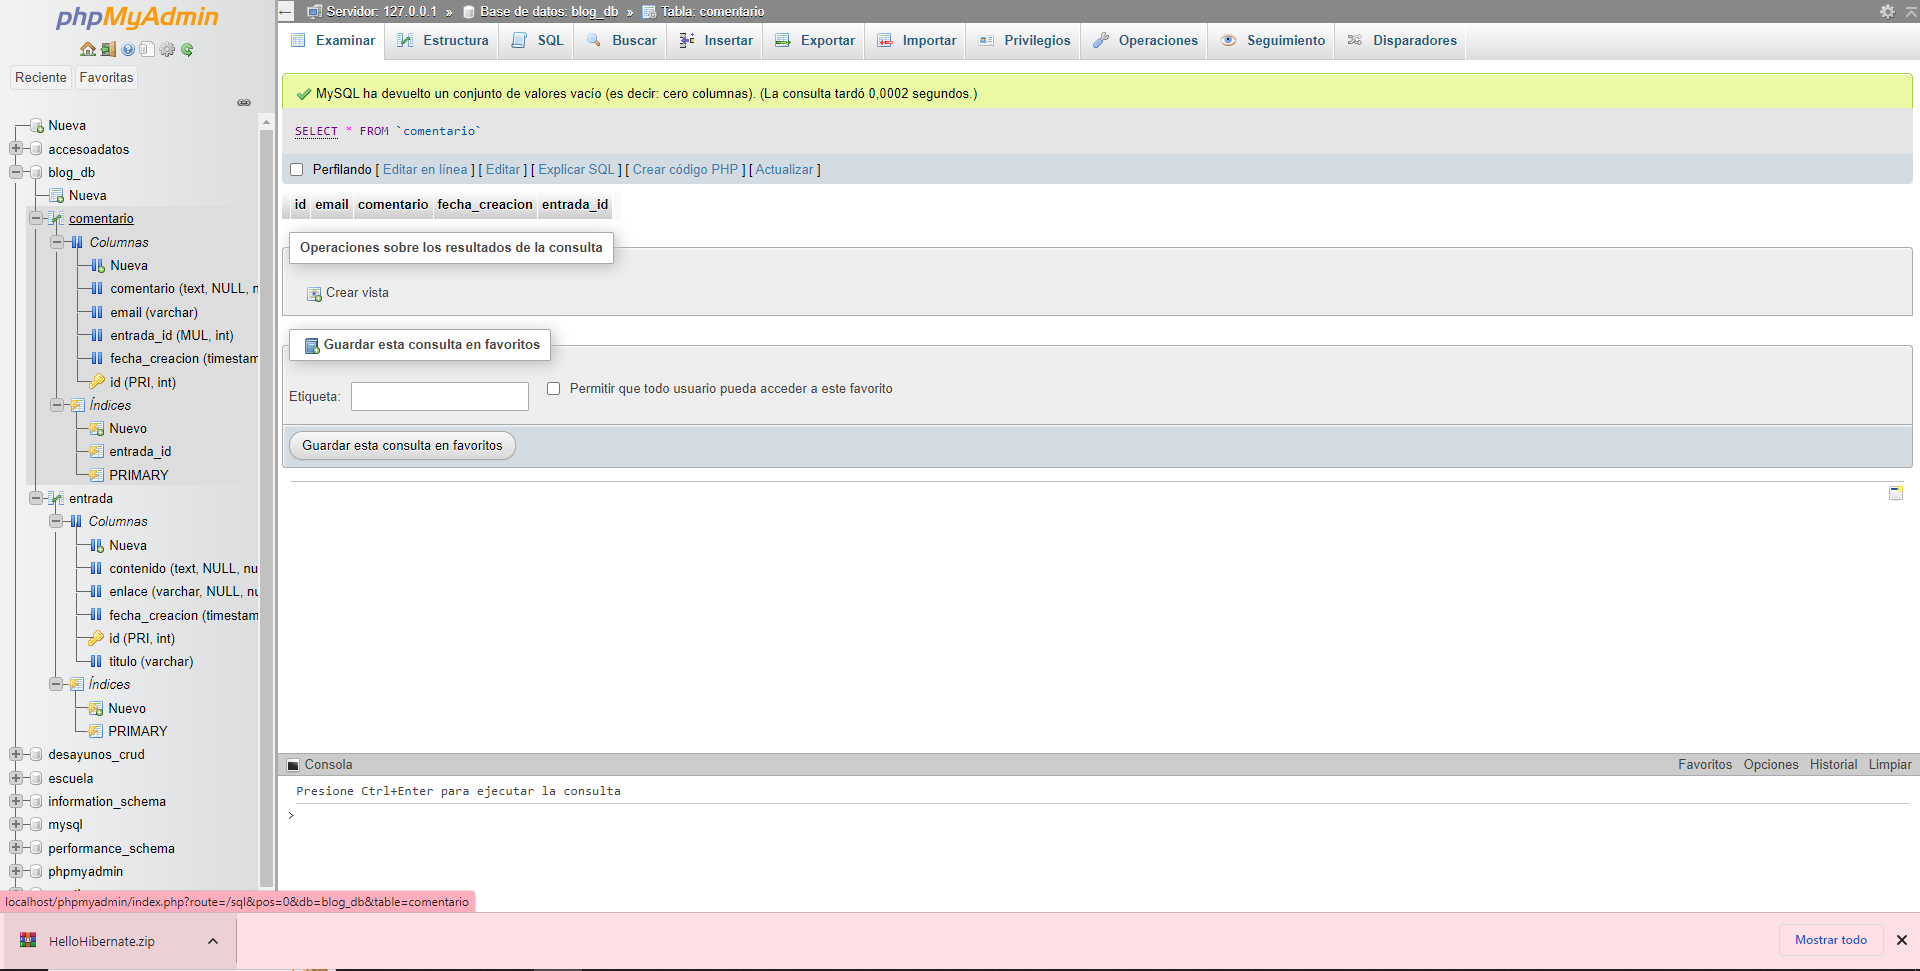 phpMyAdmin
Reciente Favoritas
Nueva
accesoadatos
blog_db
Nueva
comentario
Columnas
Nueva
comentario (text, NULL, n
email (varchar)
entrada_id (MUL, int)
fecha_creacion (timestam
id (PRI, int)
Índices
Nuevo
entrada_id
PRIMARY
entrada
Columnas
Nueva
contenido (text, NULL, nu
enlace (varchar, NULL, nu
fecha_creacion (timestam
id (PRI, int)
titulo (varchar)
Índices
Nuevo
PRIMARY
desayunos_crud
escuela
information_schema
mysql
performance_schema
phpmyadmin
localhost/phpmyadmin/index.php?route=/sql&pos=0&db=blog_db&table=comentario
Servidor: 127.0.0.1 » Base de datos: blog_db » Tabla: comentario
Examinar Estructura SQL Buscar Insertar Exportar Importar Privilegios Operaciones Seguimiento Disparadores
MySQL ha devuelto un conjunto de valores vacío (es decir: cero columnas). (La consulta tardó 0,0002 segundos.)
SELECT * FROM `comentario`
Perfilando [ Editar en línea ] [ Editar ] [ Explicar SQL ] [ Crear código PHP ] [ Actualizar ]
id email comentario fecha_creacion entrada_id
Operaciones sobre los resultados de la consulta
Crear vista
Guardar esta consulta en favoritos
Etiqueta: Permitir que todo usuario pueda acceder a este favorito
Guardar esta consulta en favoritos
Consola Favoritos Opciones Historial Limpiar
Presione Ctrl+Enter para ejecutar la consulta
>
HelloHibernate.zip Mostrar todo